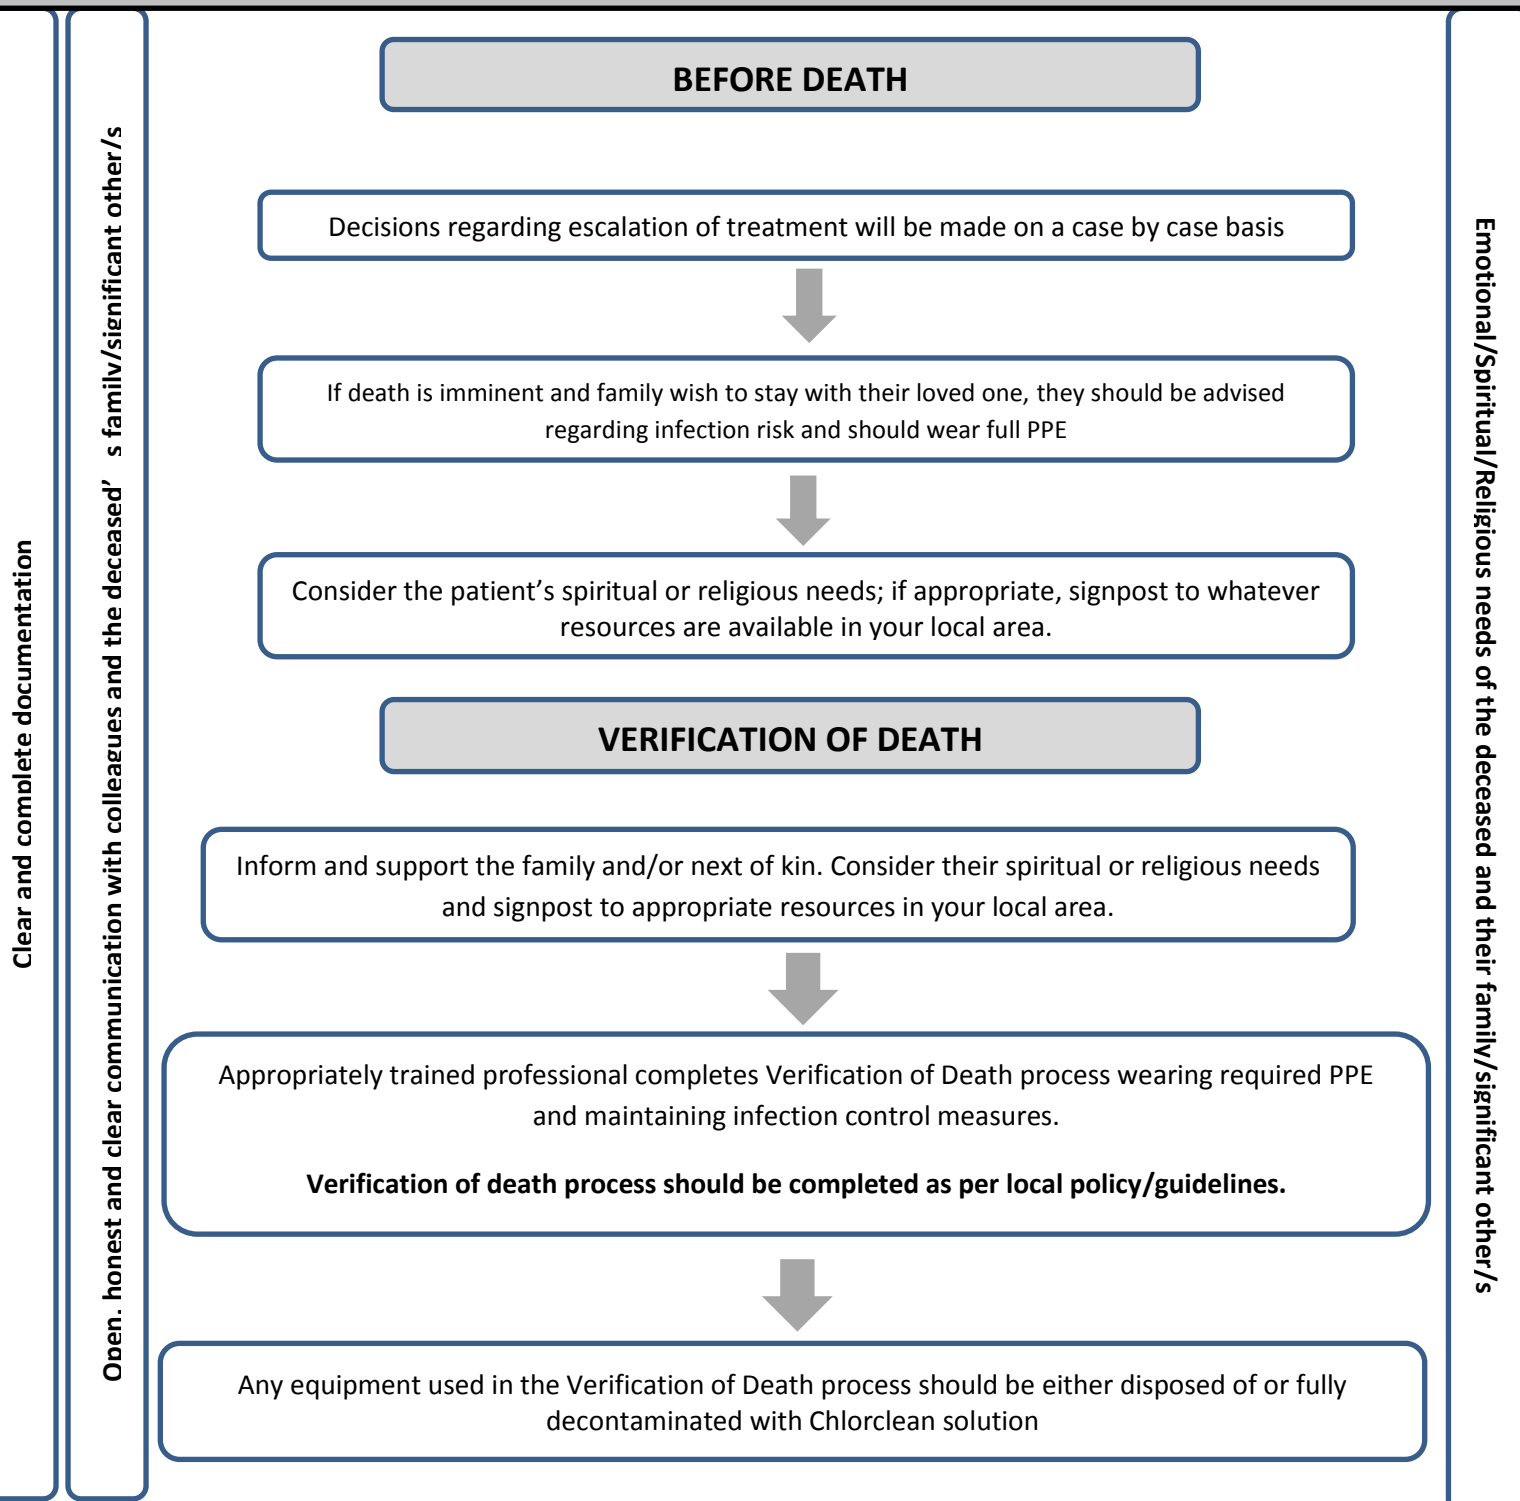 Clear and complete documentation
Open, honest and clear communication with colleagues and the deceased’ s family/significant other/s
BEFORE DEATH
Decisions regarding escalation of treatment will be made on a case by case basis
If death is imminent and family wish to stay with their loved one, they should be advised
regarding infection risk and should wear full PPE
Consider the patient’s spiritual or religious needs; if appropriate, signpost to whatever
resources are available in your local area.
VERIFICATION OF DEATH
Inform and support the family and/or next of kin. Consider their spiritual or religious needs
and signpost to appropriate resources in your local area.
Appropriately trained professional completes Verification of Death process wearing required PPE
and maintaining infection control measures.
Verification of death process should be completed as per local policy/guidelines.
Any equipment used in the Verification of Death process should be either disposed of or fully
decontaminated with Chlorclean solution
Emotional/Spiritual/Religious needs of the deceased and their family/significant other/s